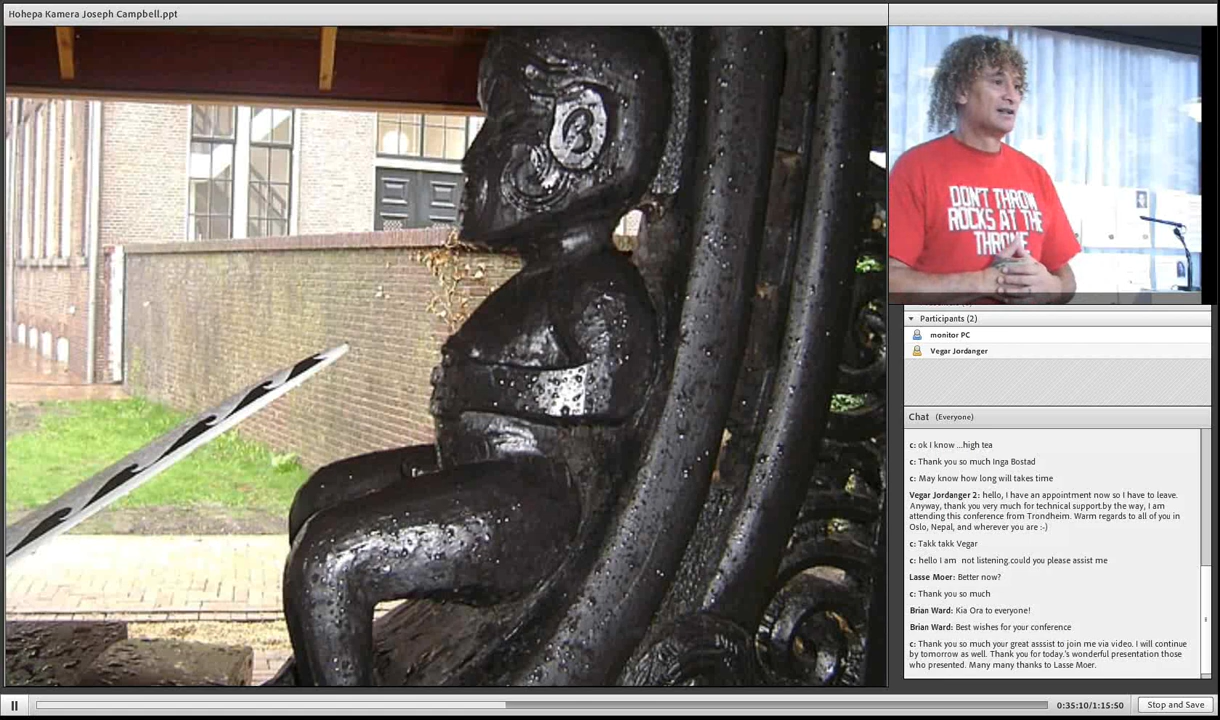 Hohepa Kamera Joseph Campbell.ppt
DON'T THROW
ROCKS AT THE
THRONE
Participants (2)
monitor PC
Vegar Jordanger
Chat (Everyone)
c: ok I know ...high tea
c: Thank you so much Inga Bostad
c: May know how long will takes time
Vegar Jordanger 2: hello, I have an appointment now so I have to leave.
Anyway, thank you very much for technical support.by the way, I am
attending this conference from Trondheim. Warm regards to all of you in
Oslo, Nepal, and wherever you are :-)
c: Takk takk Vegar
c: hello I am  not listening.could you please assist me
Lasse Moer: Better now?
c: Thank you so much
Brian Ward: Kia Ora to everyone!
Brian Ward: Best wishes for your conference
c: Thank you so much your great asssist to join me via video. I will continue
by tomorrow as well. Thank you for today.'s wonderful presentation those
who presented. Many many thanks to Lasse Moer.
0:35:10/1:15:50
Stop and Save